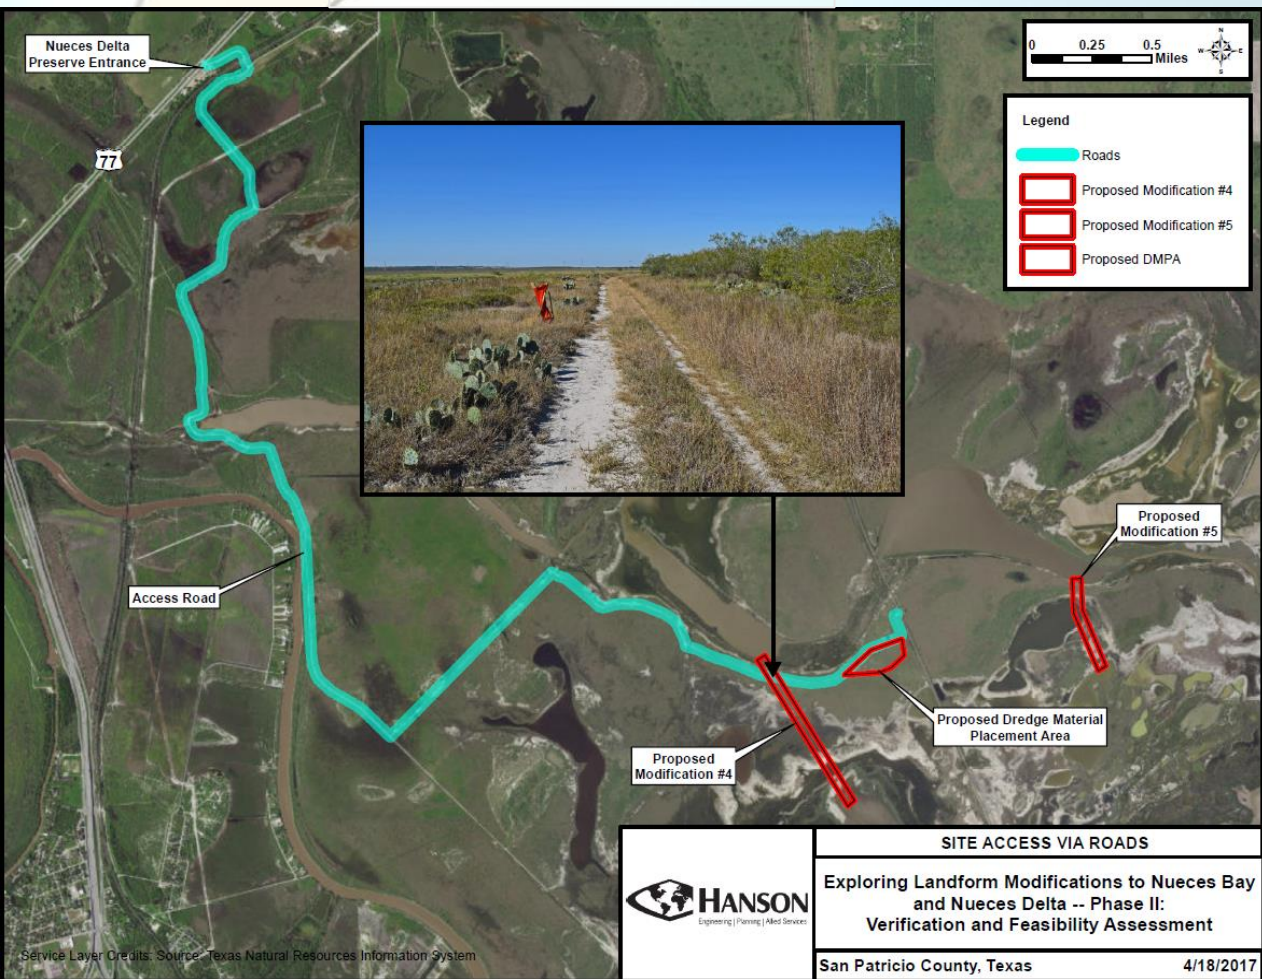 Nueces Delta
Preserve Entrance
77
0 0.25 0.5
Miles
N
W E
S
Legend
Roads
Proposed Modification #4
Proposed Modification #5
Proposed DMPA
Access Road
Proposed
Modification #5
Proposed Dredge Material
Placement Area
Proposed
Modification #4
HANSON
Engineering | Planning | Allied Services
SITE ACCESS VIA ROADS
Exploring Landform Modifications to Nueces Bay
and Nueces Delta -- Phase II:
Verification and Feasibility Assessment
San Patricio County, Texas 4/18/2017
Service Layer Credits: Source: Texas Natural Resources Information System